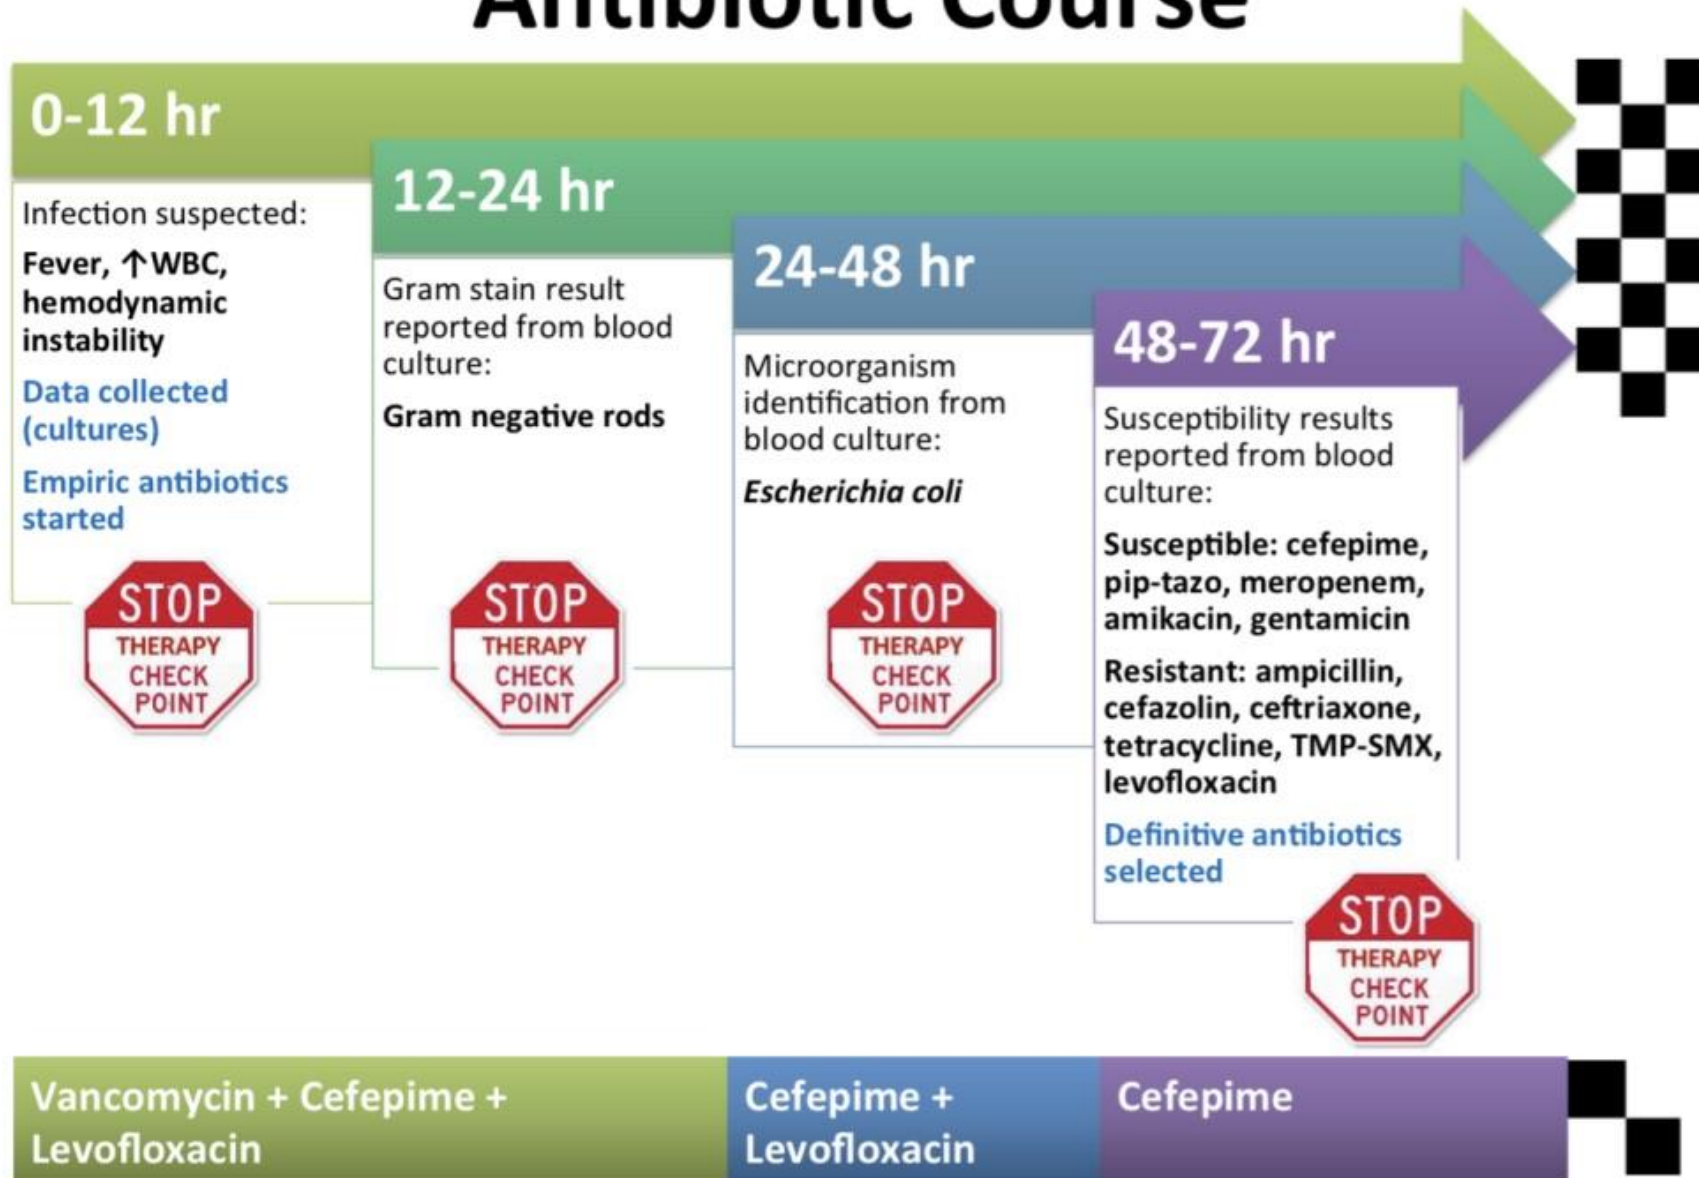 Antibiotic Course
0-12 hr
Infection suspected:
Fever, ↑WBC,
hemodynamic
instability
Data collected
(cultures)
Empiric antibiotics
started
STOP
THERAPY
CHECK
POINT
12-24 hr
Gram stain result
reported from blood
culture:
Gram negative rods
STOP
THERAPY
CHECK
POINT
24-48 hr
Microorganism
identification from
blood culture:
Escherichia coli
STOP
THERAPY
CHECK
POINT
48-72 hr
Susceptibility results
reported from blood
culture:
Susceptible: cefepime,
pip-tazo, meropenem,
amikacin, gentamicin
Resistant: ampicillin,
cefazolin, ceftriaxone,
tetracycline, TMP-SMX,
levofloxacin
Definitive antibiotics
selected
STOP
THERAPY
CHECK
POINT
Vancomycin + Cefepime +
Levofloxacin
Cefepime +
Levofloxacin
Cefepime